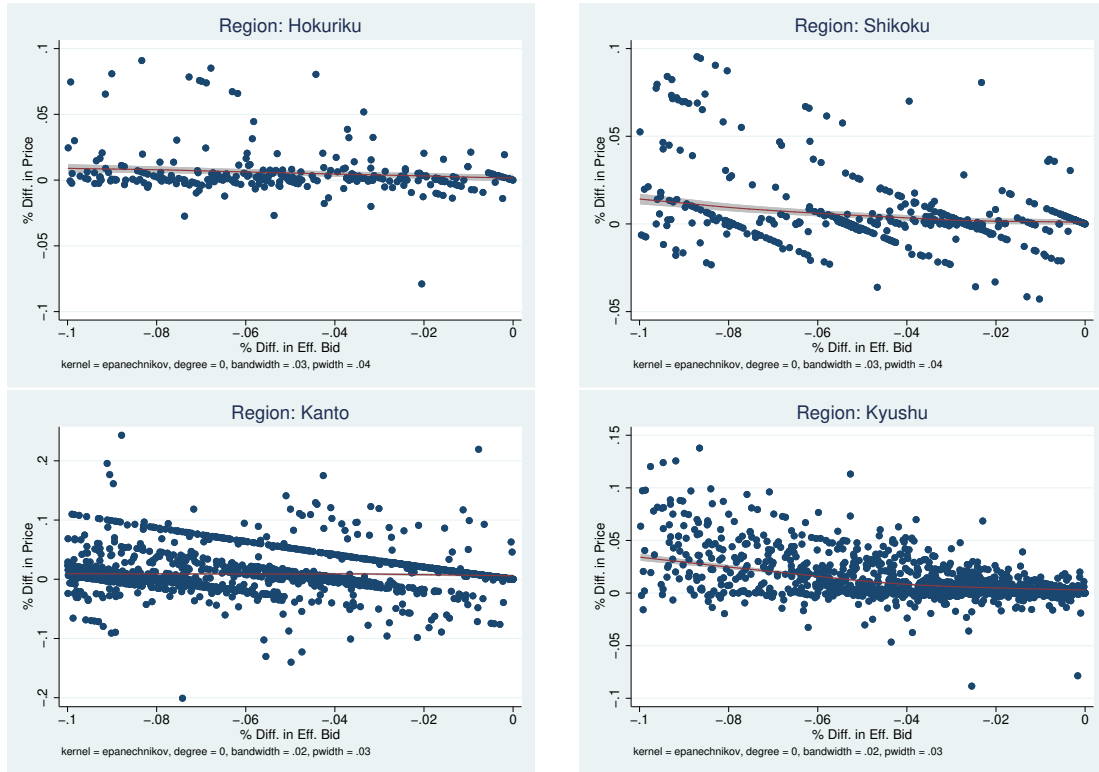 Region: Hokuriku
% Diff. in Price
.1
.05
0
−.05
−.1
−.1 −.08 −.06 −.04 −.02 0
% Diff. in Eff. Bid
kernel = epanechnikov, degree = 0, bandwidth = .03, pwidth = .04
Region: Shikoku
% Diff. in Price
.1
.05
0
−.05
−.1 −.08 −.06 −.04 −.02 0
% Diff. in Eff. Bid
kernel = epanechnikov, degree = 0, bandwidth = .03, pwidth = .04
Region: Kanto
% Diff. in Price
.2
.1
0
−.1
−.2
−.1 −.08 −.06 −.04 −.02 0
% Diff. in Eff. Bid
kernel = epanechnikov, degree = 0, bandwidth = .02, pwidth = .03
Region: Kyushu
% Diff. in Price
.15
.1
.05
0
−.05
−.1
−.1 −.08 −.06 −.04 −.02 0
% Diff. in Eff. Bid
kernel = epanechnikov, degree = 0, bandwidth = .02, pwidth = .03